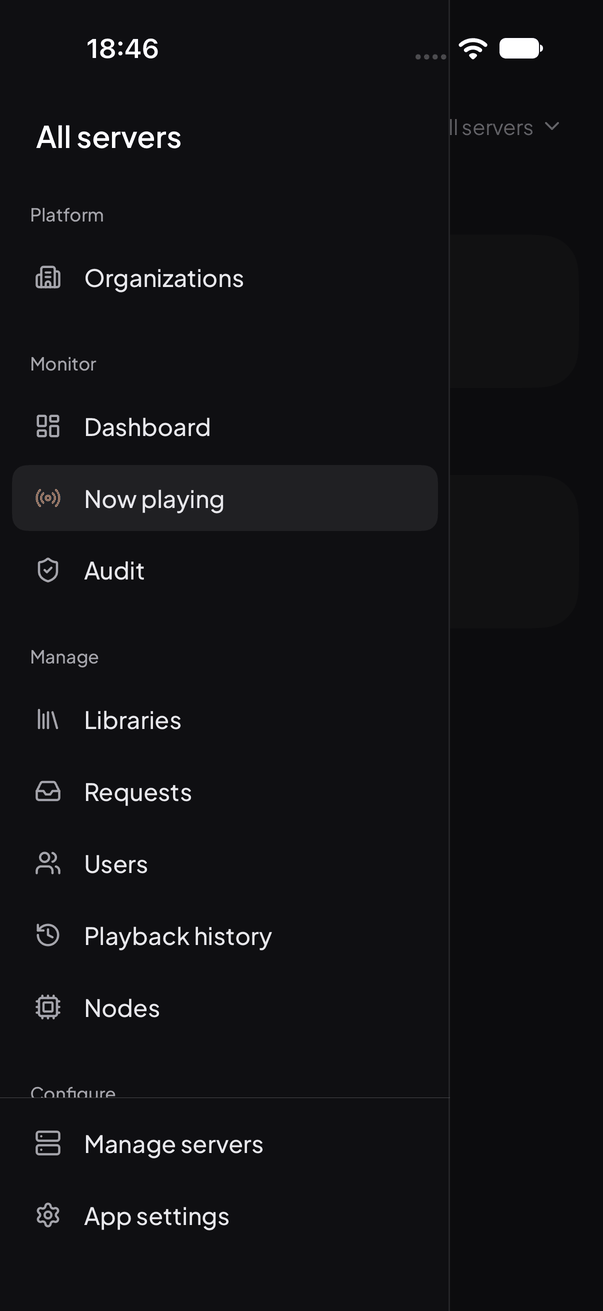 18:46
All servers
ll servers
Platform
Organizations
Monitor
Dashboard
Now playing
Audit
Manage
Libraries
Requests
Users
Playback history
Nodes
Configure
Manage servers
App settings